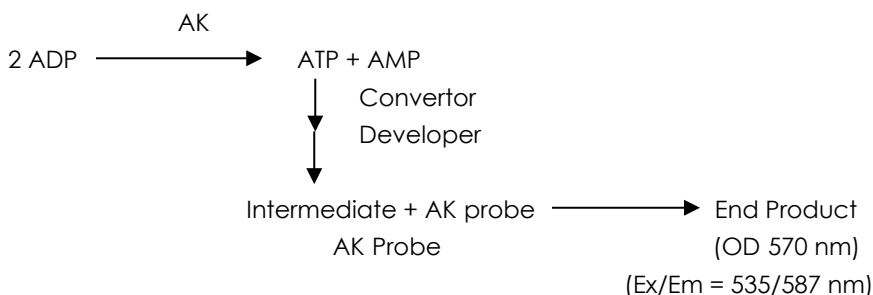 AK
2 ADP ATP + AMP
Convertor
Developer
Intermediate + AK probe End Product
AK Probe (OD 570 nm)
(Ex/Em = 535/587 nm)